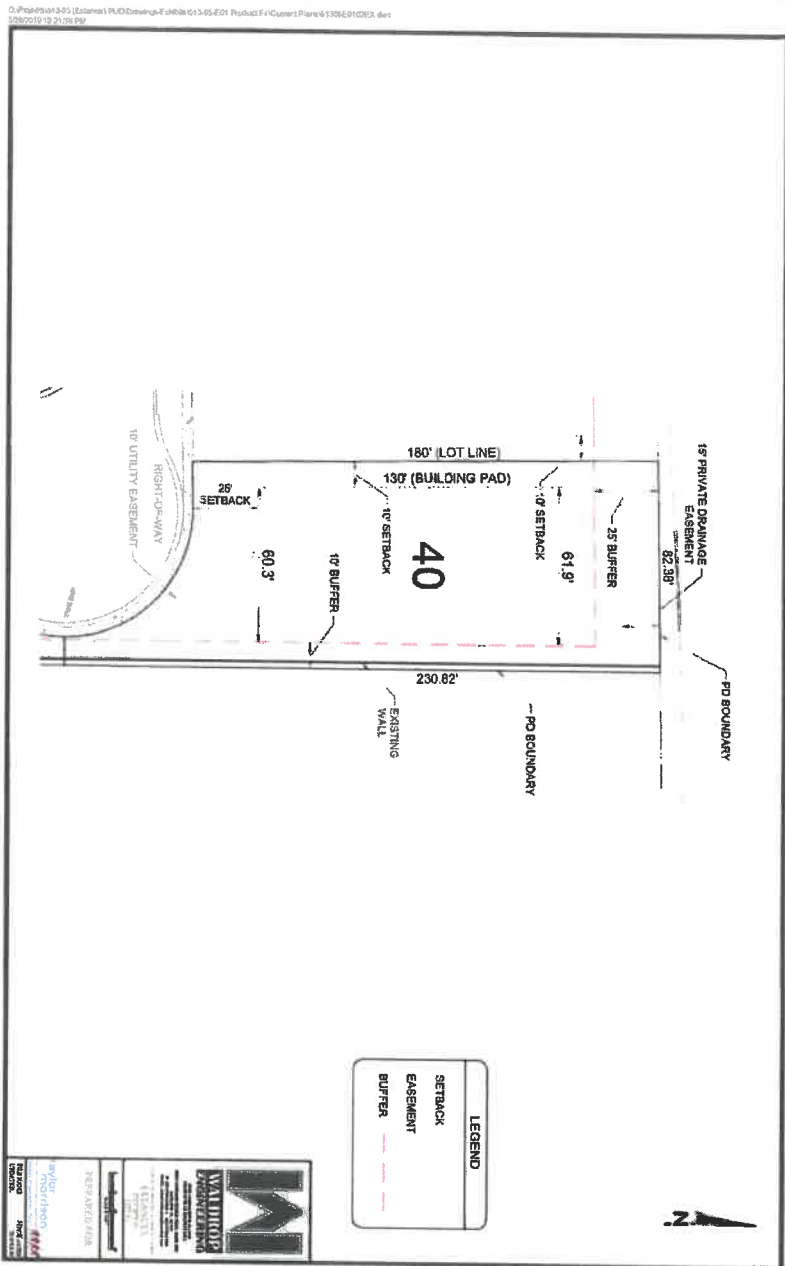 180' (LOT LINE)
130' (BUILDING PAD)
15' PRIVATE DRAINAGE
EASEMENT
82.38'
PD BOUNDARY
25' BUFFER
10' SETBACK
61.9'
40
10' SETBACK
25'
SETBACK
60.3'
10' BUFFER
230.82'
PD BOUNDARY
EXISTING
WALL
RIGHT-OF-WAY
10' UTILITY EASEMENT
LEGEND
SETBACK
EASEMENT
BUFFER
N
WALDROP
ENGINEERING
PREPARED FOR
taylor
morrison